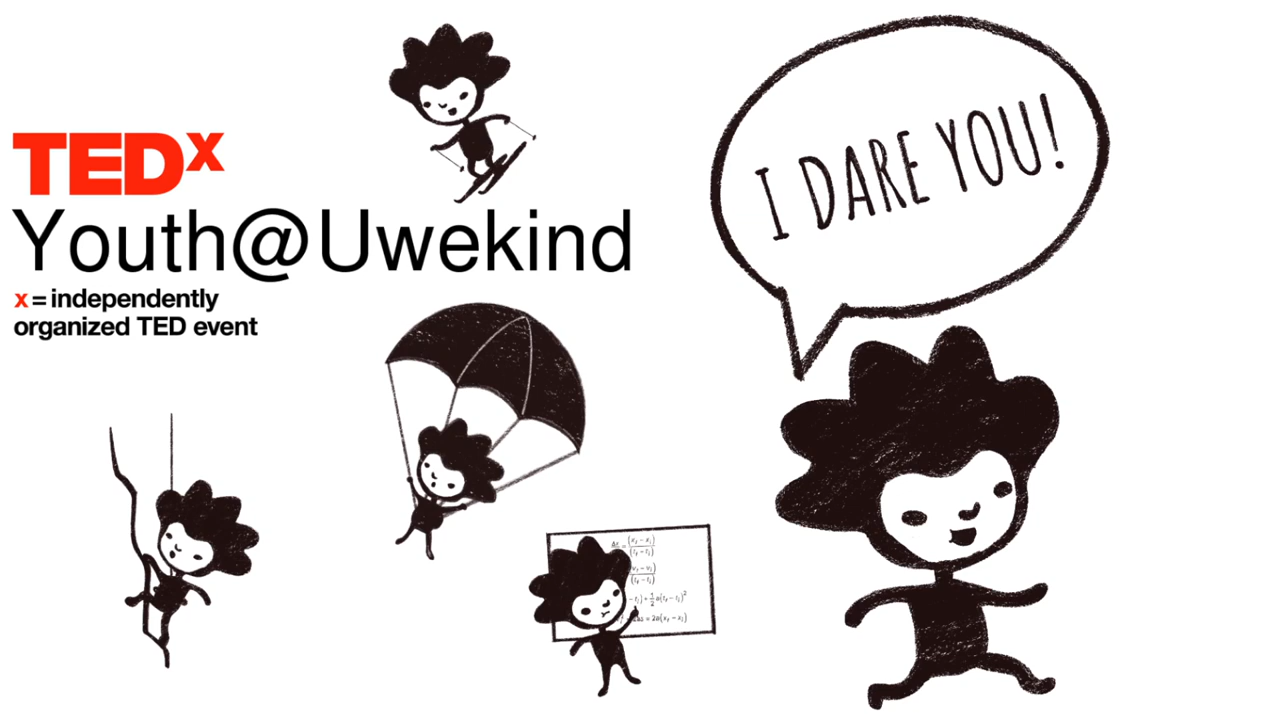 TEDx
Youth@Uwekind
x = independently
organized TED event
I DARE YOU!